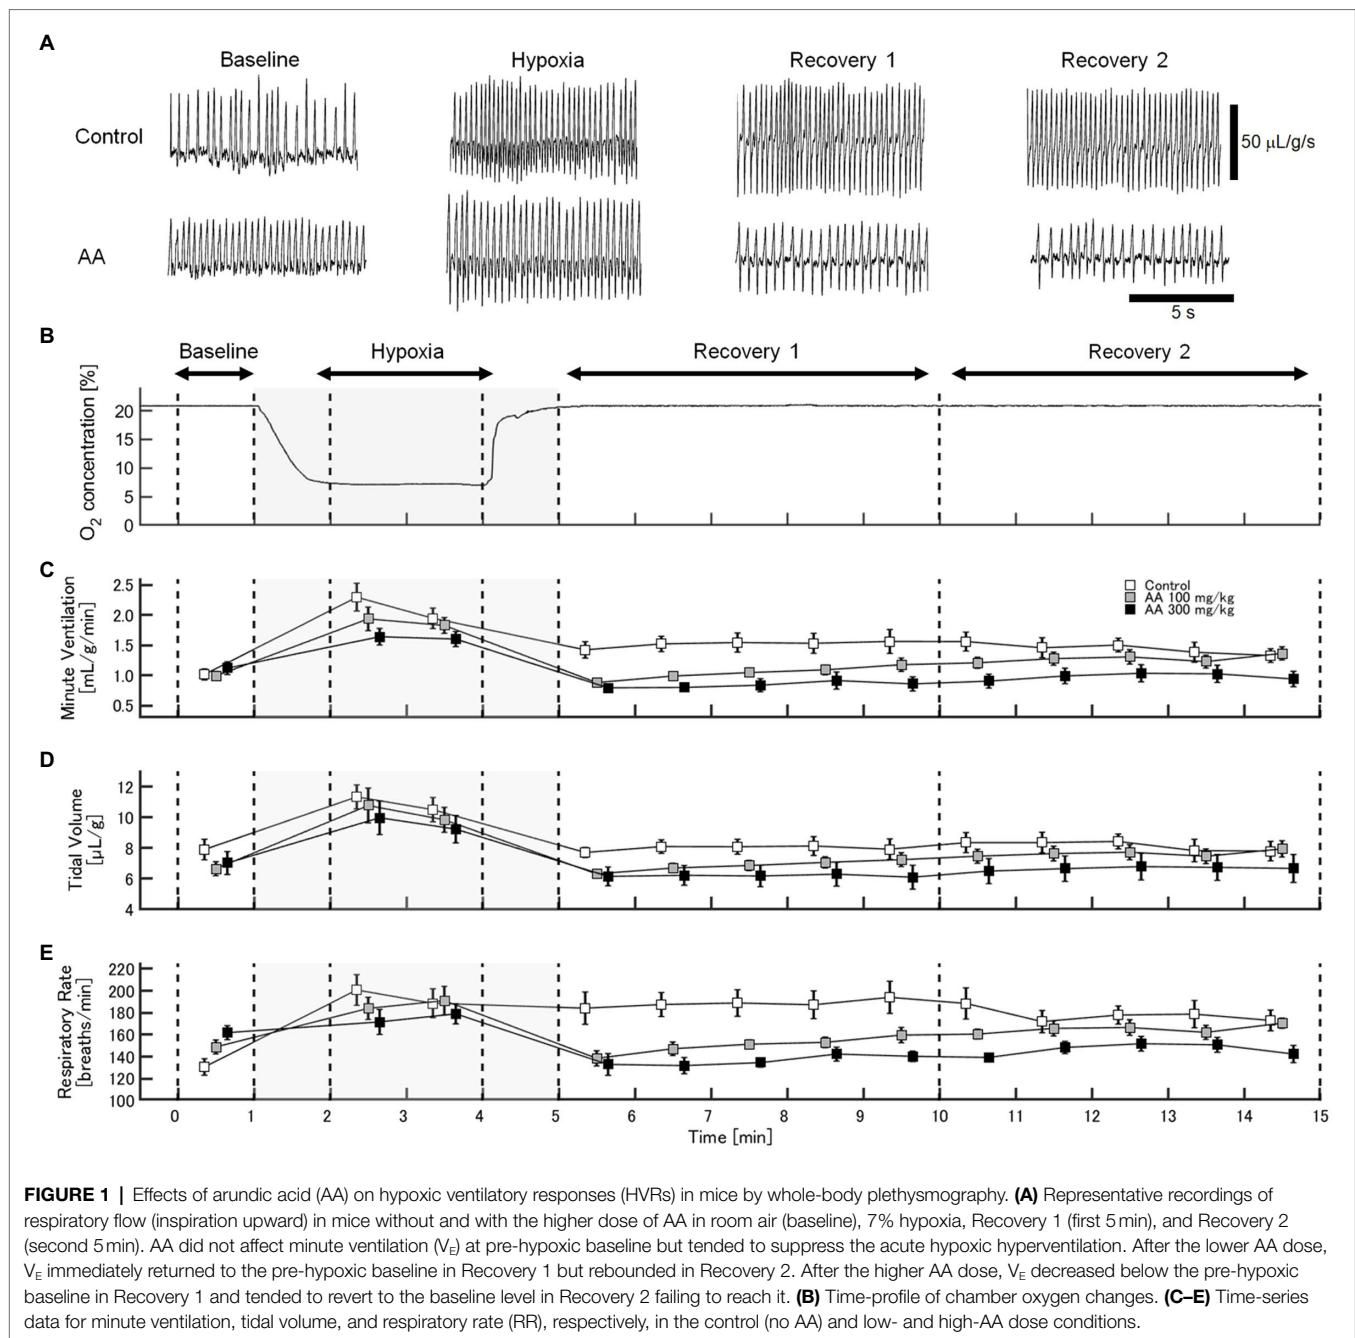 A
Baseline
Hypoxia
Recovery 1
Recovery 2
Control
50 µL/g/s
AA
5 s
B
Baseline
Hypoxia
Recovery 1
Recovery 2
O2 concentration [%]
20
15
10
5
0
C
Minute Ventilation
[mL/g/min]
2.5
2.0
1.5
1.0
0.5
Control
AA 100 mg/kg
AA 300 mg/kg
D
Tidal Volume
[µL/g]
12
10
8
6
4
E
Respiratory Rate
[breaths/min]
220
200
180
160
140
120
100
0 1 2 3 4 5 6 7 8 9 10 11 12 13 14 15
Time [min]
FIGURE 1 | Effects of arundic acid (AA) on hypoxic ventilatory responses (HVRs) in mice by whole-body plethysmography. (A) Representative recordings of
respiratory flow (inspiration upward) in mice without and with the higher dose of AA in room air (baseline), 7% hypoxia, Recovery 1 (first 5 min), and Recovery 2
(second 5 min). AA did not affect minute ventilation (VE) at pre-hypoxic baseline but tended to suppress the acute hypoxic hyperventilation. After the lower AA dose,
VE immediately returned to the pre-hypoxic baseline in Recovery 1 but rebounded in Recovery 2. After the higher AA dose, VE decreased below the pre-hypoxic
baseline in Recovery 1 and tended to revert to the baseline level in Recovery 2 failing to reach it. (B) Time-profile of chamber oxygen changes. (C–E) Time-series
data for minute ventilation, tidal volume, and respiratory rate (RR), respectively, in the control (no AA) and low- and high-AA dose conditions.